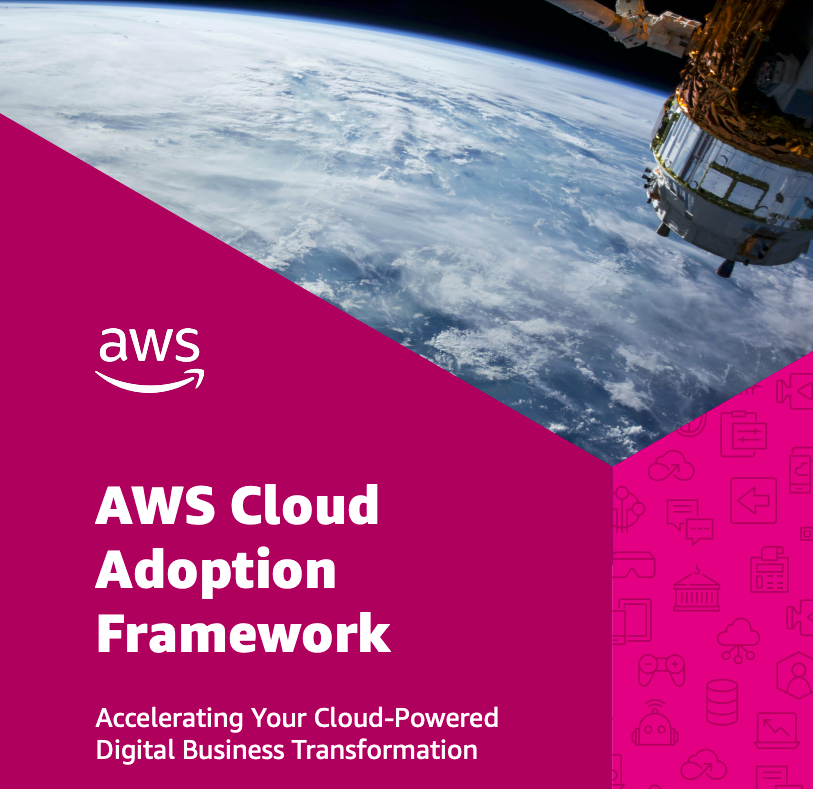 aws
AWS Cloud
Adoption
Framework
Accelerating Your Cloud-Powered
Digital Business Transformation